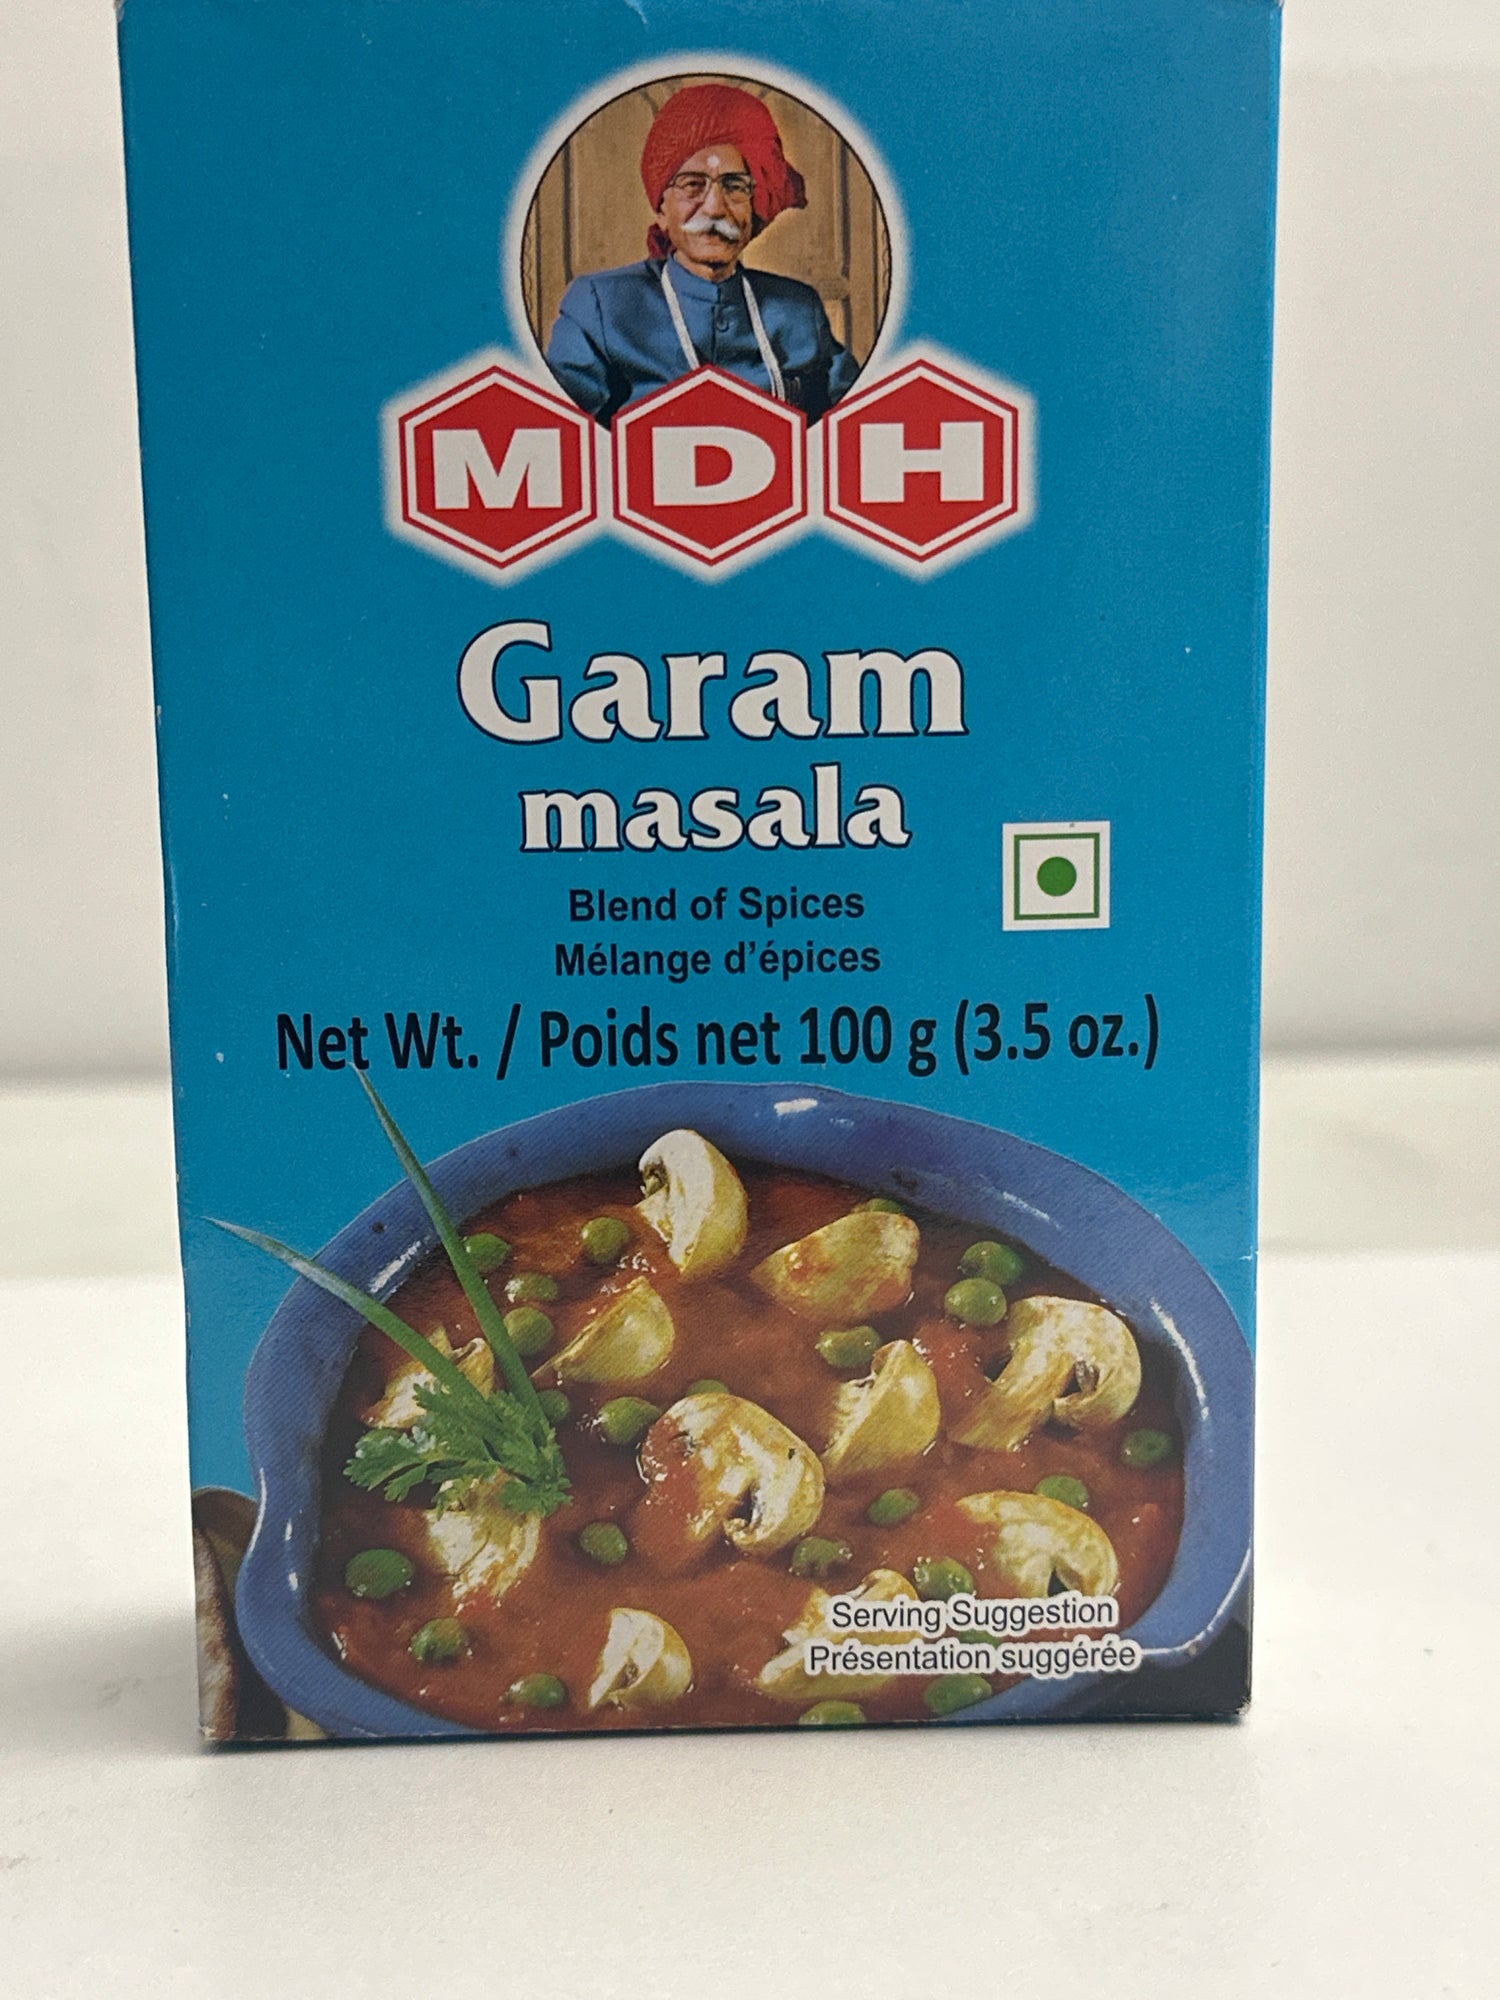 MDH
Garam
masala
Blend of Spices
Mélange d'épices
Net Wt. / Poids net 100 g (3.5 oz.)
Serving Suggestion
Présentation suggérée